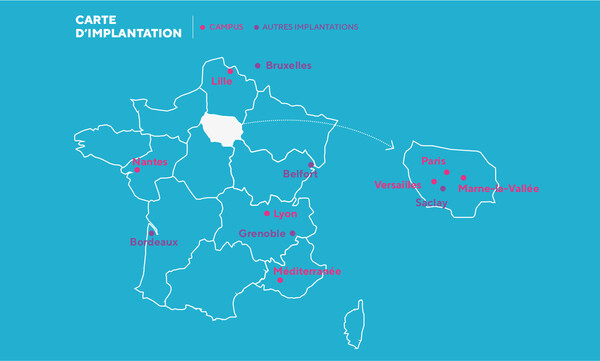 CARTE
D'IMPLANTATION
CAMPUS
AUTRES IMPLANTATIONS
Bruxelles
Lille
Nantes
Paris
Belfort
Versailles
Marne-la-Vallée
Saclay
Lyon
Grenoble
Bordeaux
Méditerranée